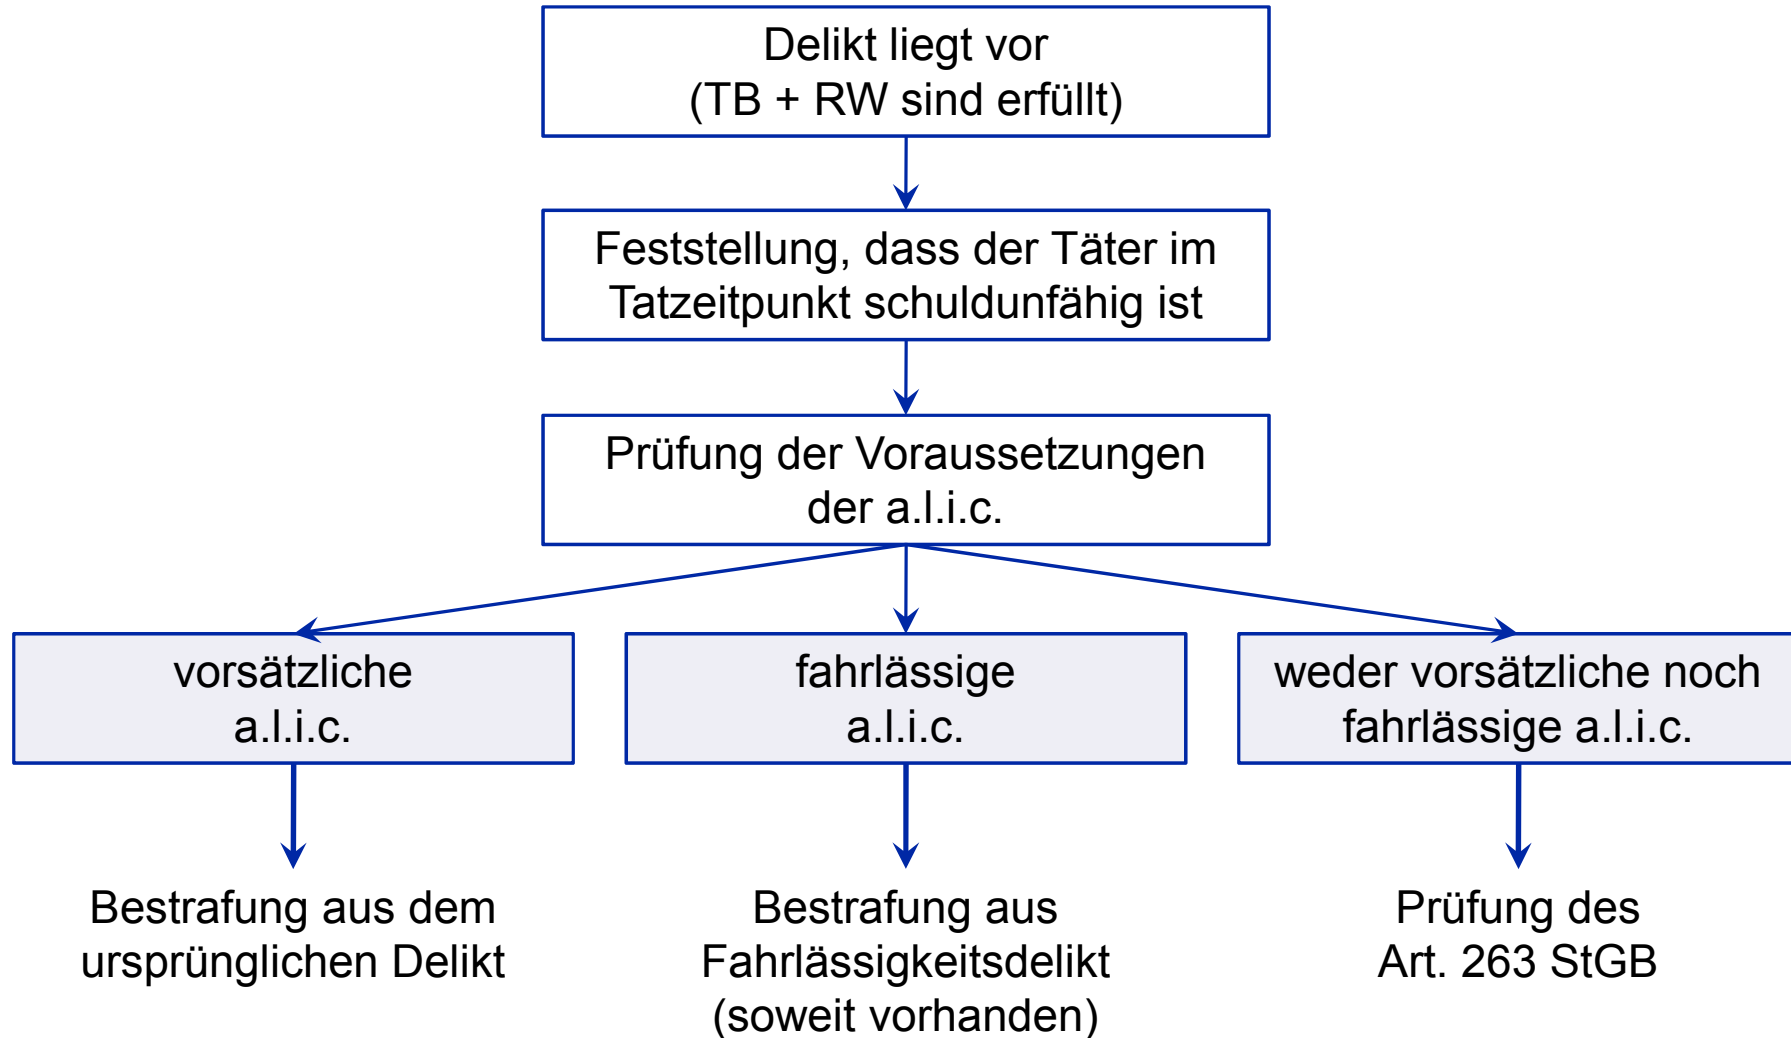 Delikt liegt vor
(TB + RW sind erfüllt)
Feststellung, dass der Täter im
Tatzeitpunkt schuldunfähig ist
Prüfung der Voraussetzungen
der a.l.i.c.
vorsätzliche
a.l.i.c.
fahrlässige
a.l.i.c.
weder vorsätzliche noch
fahrlässige a.l.i.c.
Bestrafung aus dem
ursprünglichen Delikt
Bestrafung aus
Fahrlässigkeitsdelikt
(soweit vorhanden)
Prüfung des
Art. 263 StGB